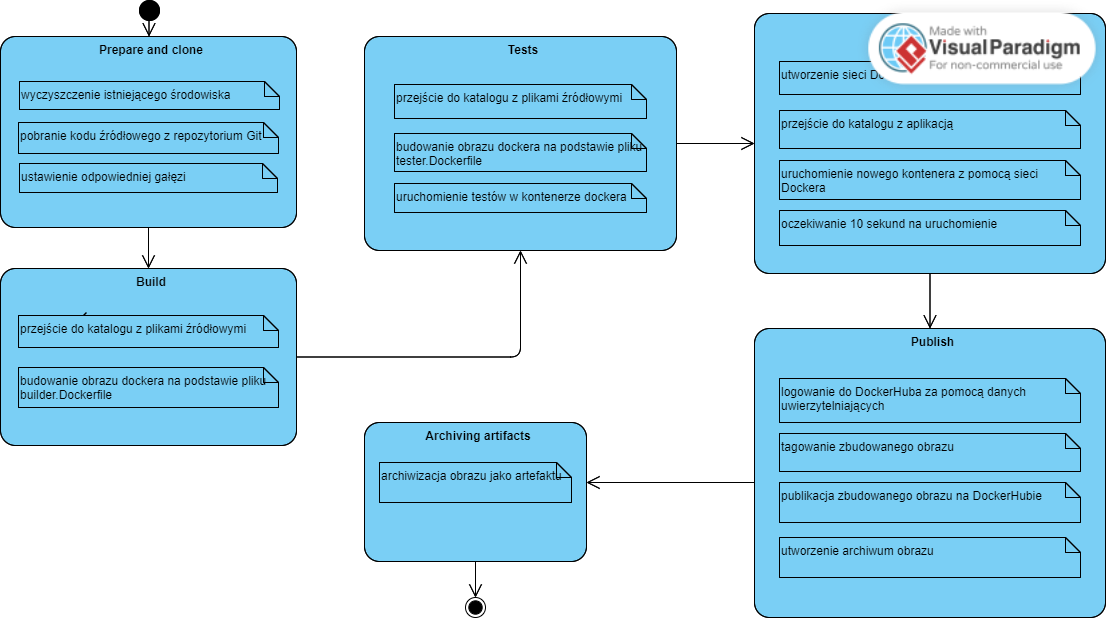 Prepare and clone
wyczyszczenie istniejącego środowiska
pobranie kodu źródłowego z repozytorium Git
ustawienie odpowiedniej gałęzi
Build
przejście do katalogu z plikami źródłowymi
budowanie obrazu dockera na podstawie pliku
builder.Dockerfile
Tests
przejście do katalogu z plikami źródłowymi
budowanie obrazu dockera na podstawie pliku
tester.Dockerfile
uruchomienie testów w kontenerze dockera
Made with
Visual Paradigm
For non-commercial use
utworzenie sieci
przejście do katalogu z aplikacją
uruchomienie nowego kontenera z pomocą sieci
Dockera
oczekiwanie 10 sekund na uruchomienie
Publish
logowanie do DockerHuba za pomocą danych
uwierzytelniających
tagowanie zbudowanego obrazu
publikacja zbudowanego obrazu na DockerHubie
utworzenie archiwum obrazu
Archiving artifacts
archiwizacja obrazu jako artefaktu